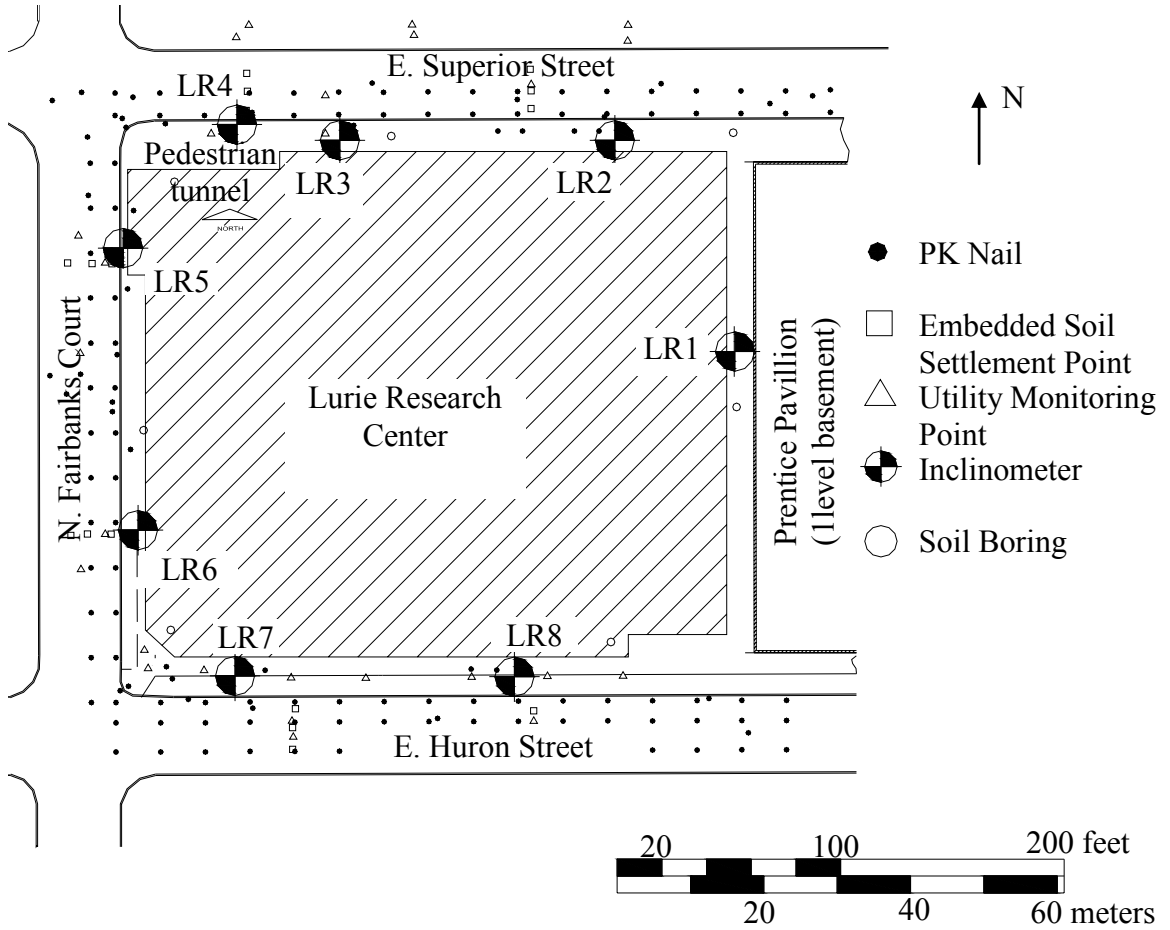 E. Superior Street
LR4
N
Pedestrian
tunnel
LR3
LR2
NORTH
LR5
PK Nail
Embedded Soil
Settlement Point
Utility Monitoring
Point
Inclinometer
Soil Boring
LR1
N. Fairbanks Court
Lurie Research
Center
Prentice Pavillion
(1level basement)
LR6
LR7
LR8
E. Huron Street
20
100
200 feet
20
40
60 meters